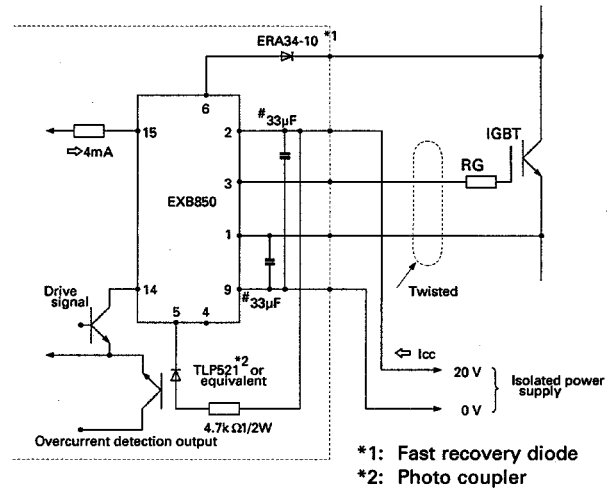 ERA34-10 *1
6
15
⇨4mA
2
#33µF
IGBT
RG
3
EXB850
1
Twisted
Drive
signal
14
5
4
9
#33µF
TLP521*2 or
equivalent
⇦ Icc
20 V
0 V
Isolated power
supply
4.7k Ω1/2W
Overcurrent detection output
*1: Fast recovery diode
*2: Photo coupler